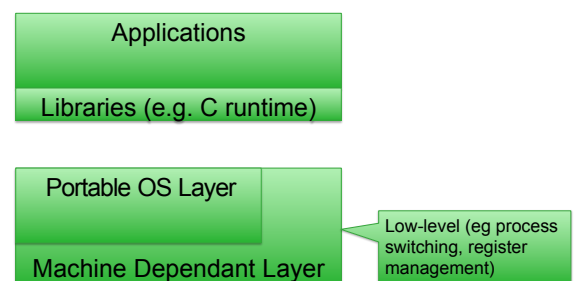 Applications
Libraries (e.g. C runtime)
Portable OS Layer
Low-level (eg process
switching, register
management)
Machine Dependant Layer